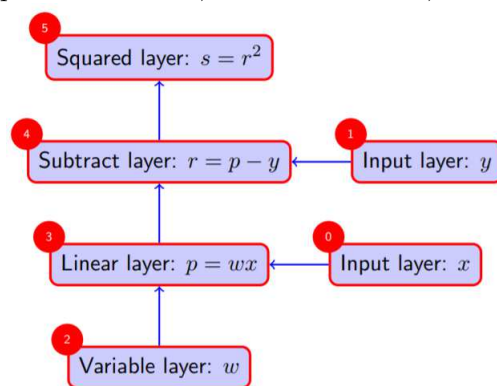 5
Squared layer: s = r²
4
Subtract layer: r = p − y
1
Input layer: y
3
Linear layer: p = wx
0
Input layer: x
2
Variable layer: w